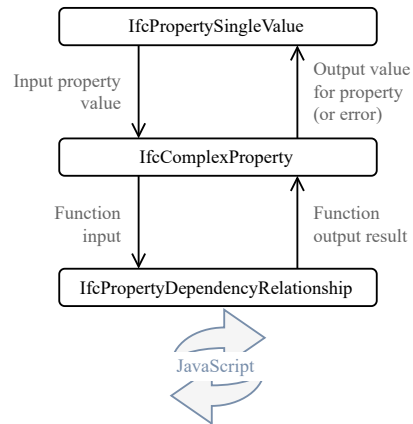 IfcPropertySingleValue
Input property
value
Output value
for property
(or error)
IfcComplexProperty
Function
input
Function
output result
IfcPropertyDependencyRelationship
JavaScript